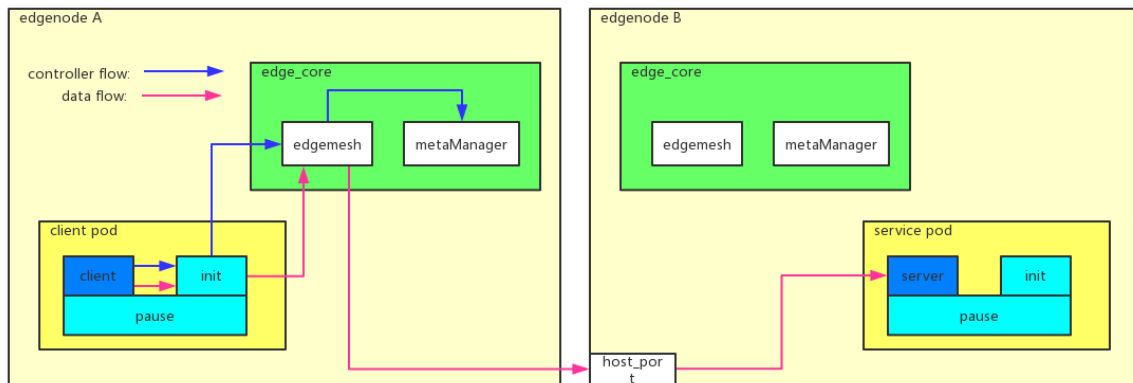 edgenode A
controller flow:
data flow:
edge_core
edgemesh
metaManager
client pod
client
init
pause
edgenode B
edge_core
edgemesh
metaManager
service pod
server
init
pause
host_por
t